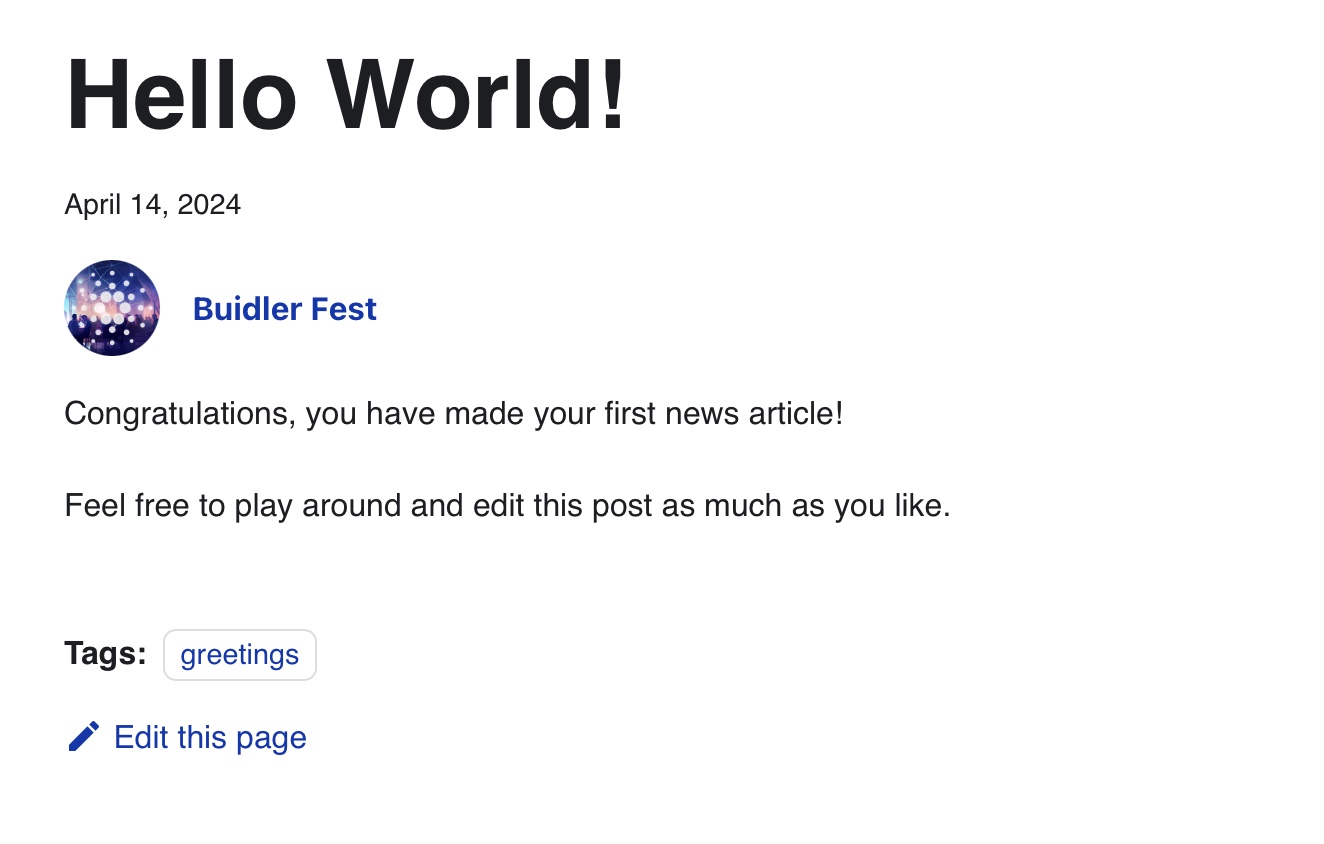 Hello World!
April 14, 2024
Buidler Fest
Congratulations, you have made your first news article!
Feel free to play around and edit this post as much as you like.
Tags: greetings
Edit this page